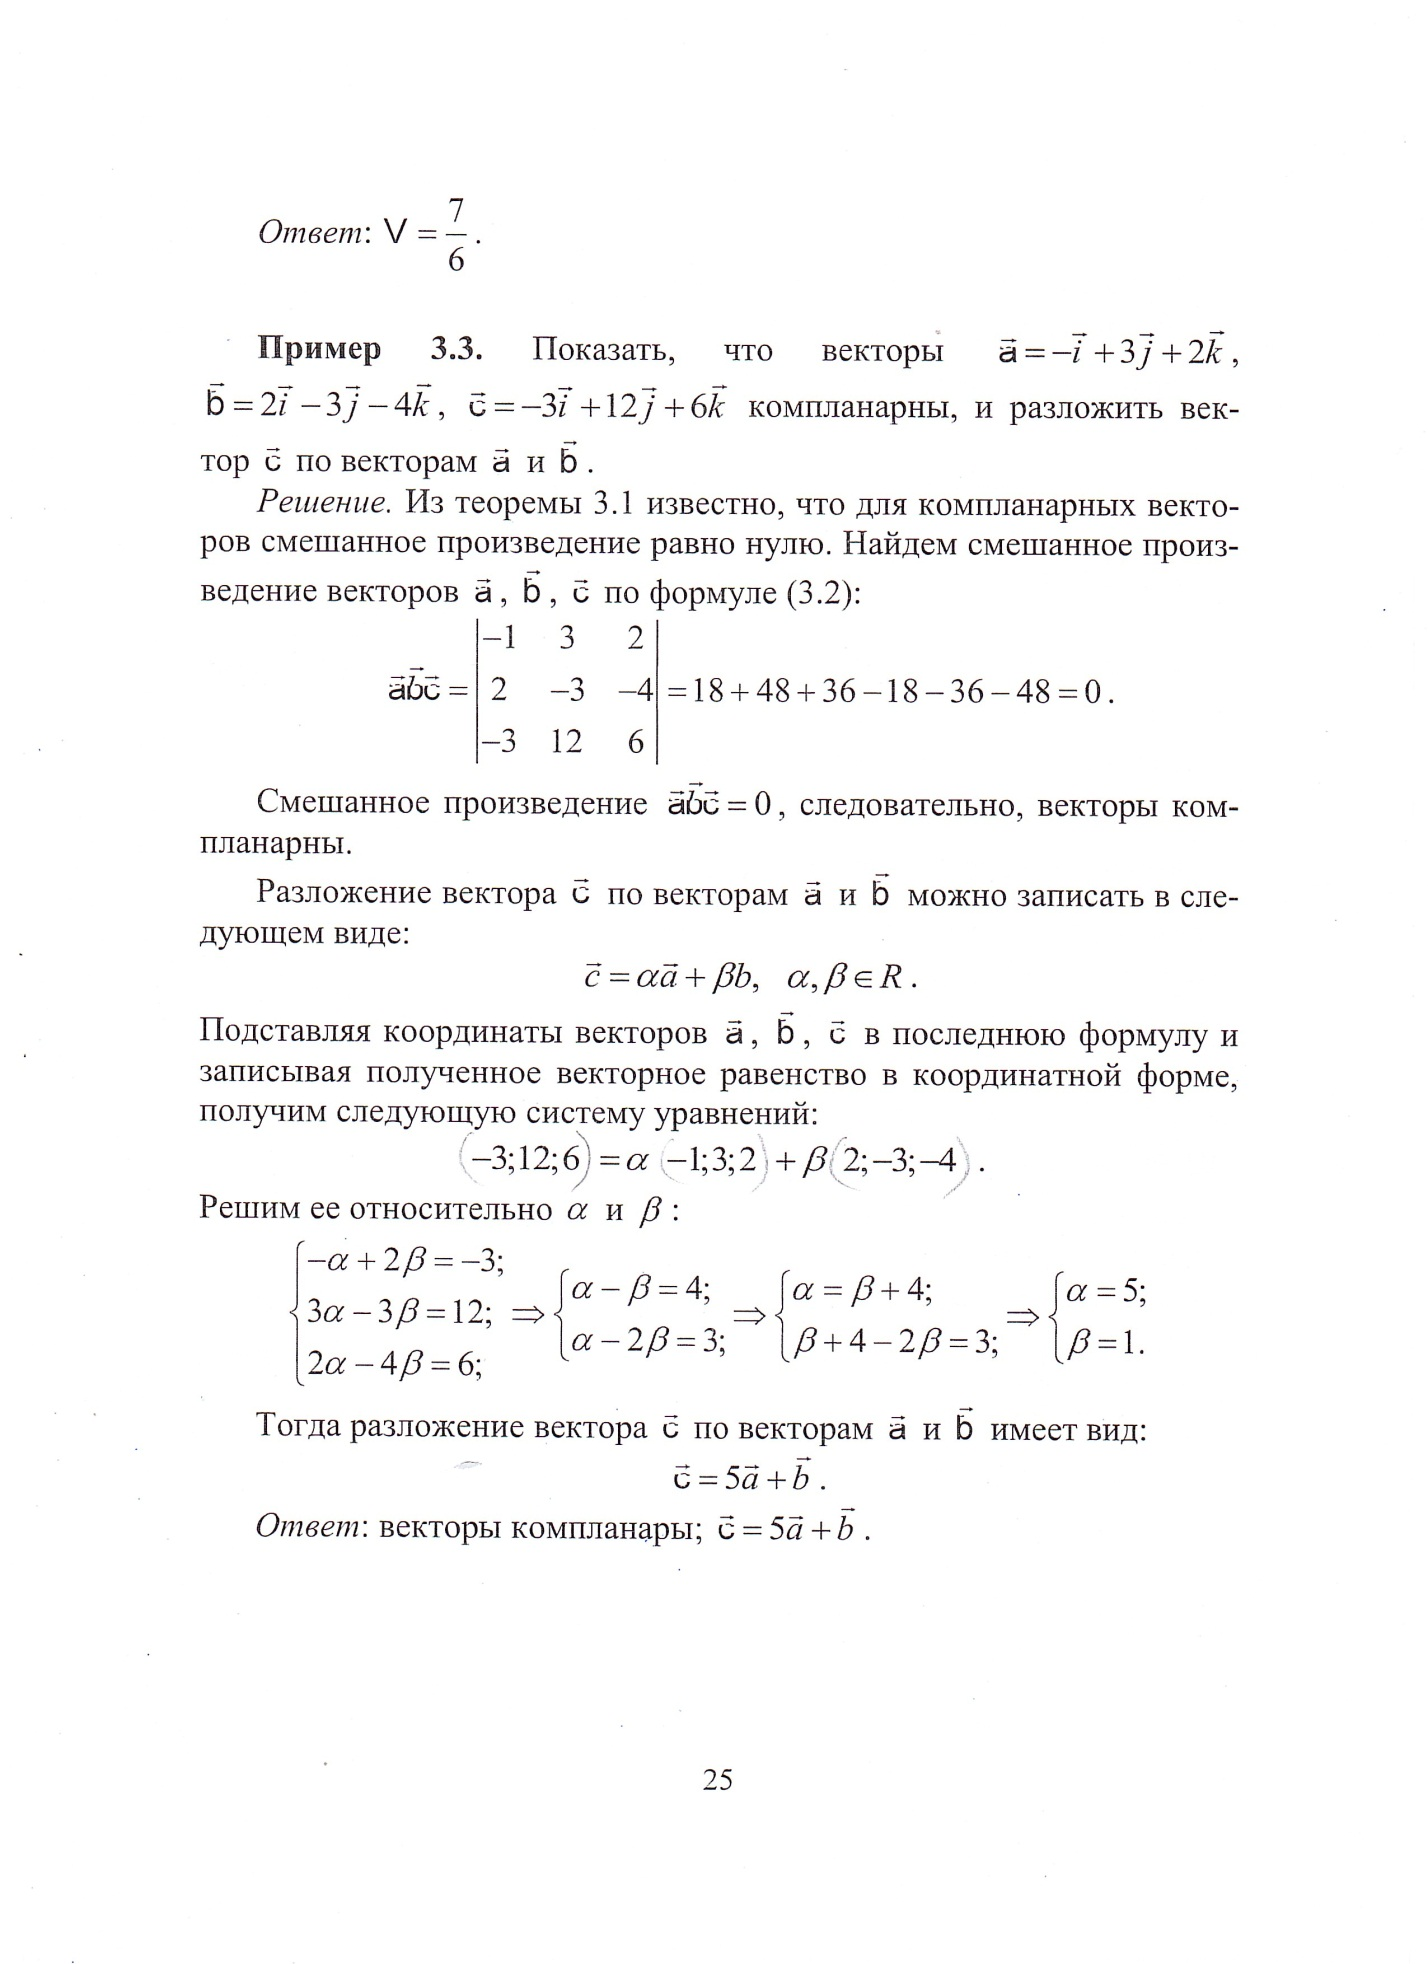 Ответ: V = 7/6.
Пример 3.3. Показать, что векторы a⃗ = −i⃗ + 3j⃗ + 2k⃗,
b⃗ = 2i⃗ − 3j⃗ − 4k⃗, c⃗ = −3i⃗ + 12j⃗ + 6k⃗ компланарны, и разложить век-
тор c⃗ по векторам a⃗ и b⃗.
Решение. Из теоремы 3.1 известно, что для компланарных векто-
ров смешанное произведение равно нулю. Найдем смешанное произ-
ведение векторов a⃗, b⃗, c⃗ по формуле (3.2):
−1 3 2
a⃗b⃗c⃗ = | 2 −3 −4 | = 18 + 48 + 36 − 18 − 36 − 48 = 0.
−3 12 6
Смешанное произведение a⃗b⃗c⃗ = 0, следовательно, векторы ком-
планарны.
Разложение вектора c⃗ по векторам a⃗ и b⃗ можно записать в сле-
дующем виде:
c⃗ = αa⃗ + βb, α, β ∈ R.
Подставляя координаты векторов a⃗, b⃗, c⃗ в последнюю формулу и
записывая полученное векторное равенство в координатной форме,
получим следующую систему уравнений:
(−3;12;6) = α (−1;3;2) + β(2;−3;−4).
Решим ее относительно α и β:
{−α + 2β = −3; 3α − 3β = 12; 2α − 4β = 6; ⇒ {α − β = 4; α − 2β = 3; ⇒ {α = β + 4; β + 4 − 2β = 3; ⇒ {α = 5; β = 1.
Тогда разложение вектора c⃗ по векторам a⃗ и b⃗ имеет вид:
c⃗ = 5a⃗ + b⃗.
Ответ: векторы компланары; c⃗ = 5a⃗ + b⃗.
25